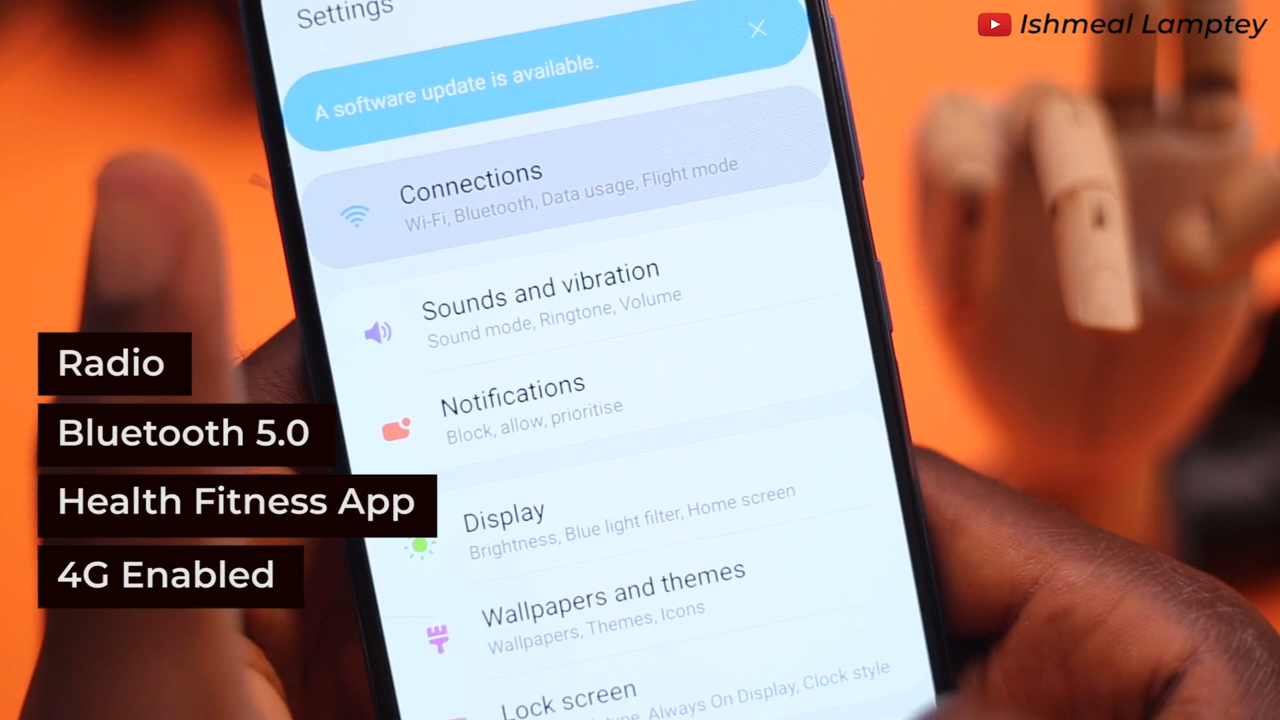 Ishmeal Lamptey
Settings
A software update is available.
Connections
Wi-Fi, Bluetooth, Data usage, Flight mode
Sounds and vibration
Sound mode, Ringtone, Volume
Notifications
Block, allow, prioritise
Display
Brightness, Blue light filter, Home screen
Wallpapers and themes
Wallpapers, Themes, Icons
Lock screen
Always On Display, Clock style
Radio
Bluetooth 5.0
Health Fitness App
4G Enabled